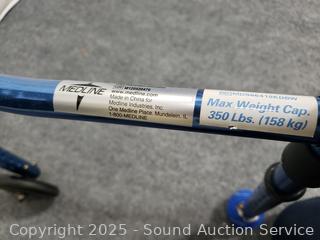 MEDLINE
www.medline.com
Made in China for
Medline Industries, Inc.
One Medline Place, Mundelein, IL
1-800-MEDLINE
Max Weight Cap.
350 Lbs. (158 kg)
Copyright 2025 - Sound Auction Service